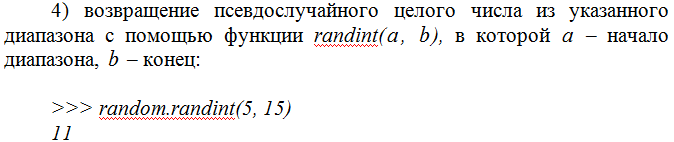 4) возвращение псевдослучайного целого числа из указанного
диапазона с помощью функции randint(a, b), в которой a – начало
диапазона, b – конец:
>>> random.randint(5, 15)
11